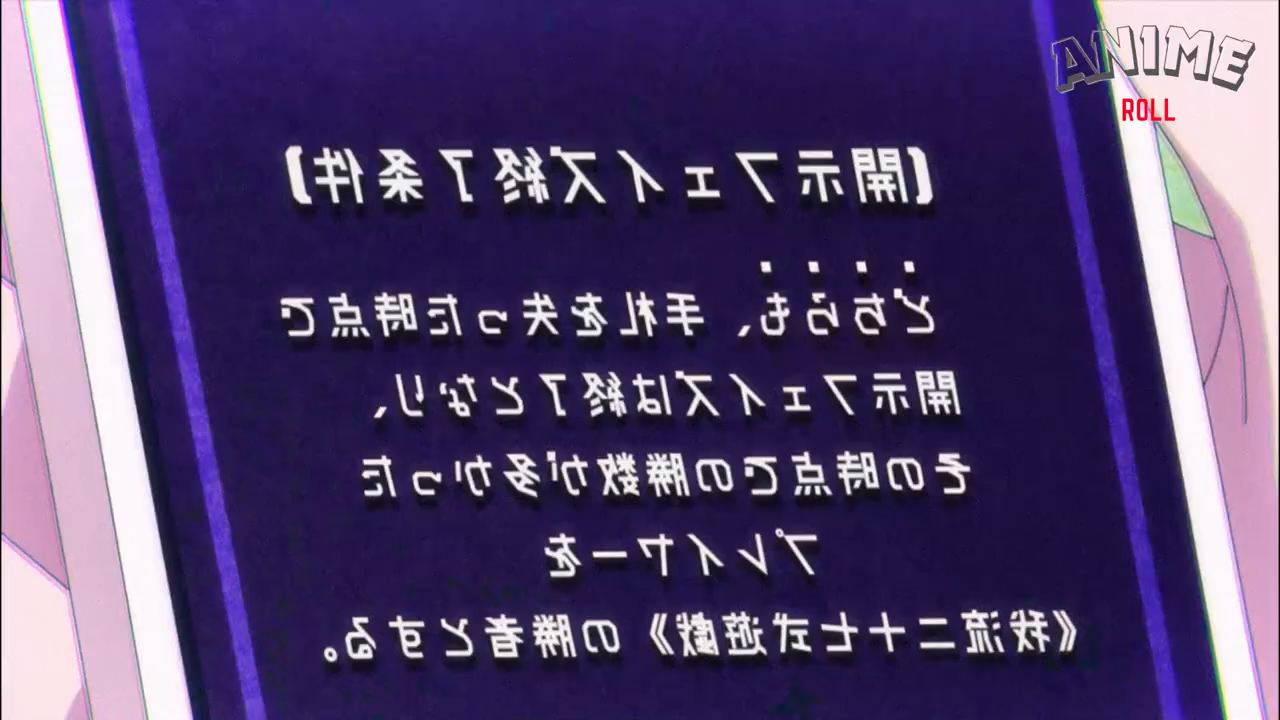 ANIME
ROLL
【開示フェイズ終了条件】
どちらも、手札を失った時点で
開示フェイズは終了となり、
その時点での勝数が多かった
プレイヤーを
《我流二十七式遊戯》の勝者とする。